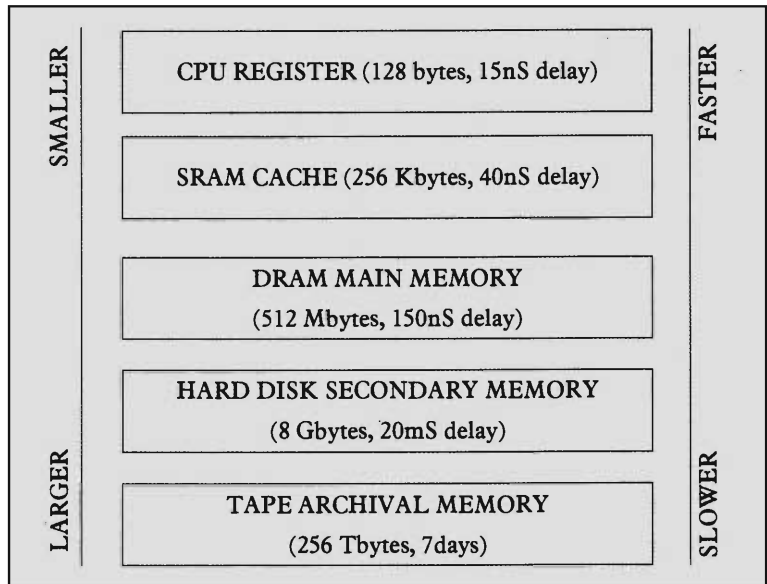 SMALLER
FASTER
CPU REGISTER (128 bytes, 15nS delay)
SRAM CACHE (256 Kbytes, 40nS delay)
DRAM MAIN MEMORY
(512 Mbytes, 150nS delay)
HARD DISK SECONDARY MEMORY
(8 Gbytes, 20mS delay)
LARGER
SLOWER
TAPE ARCHIVAL MEMORY
(256 Tbytes, 7days)